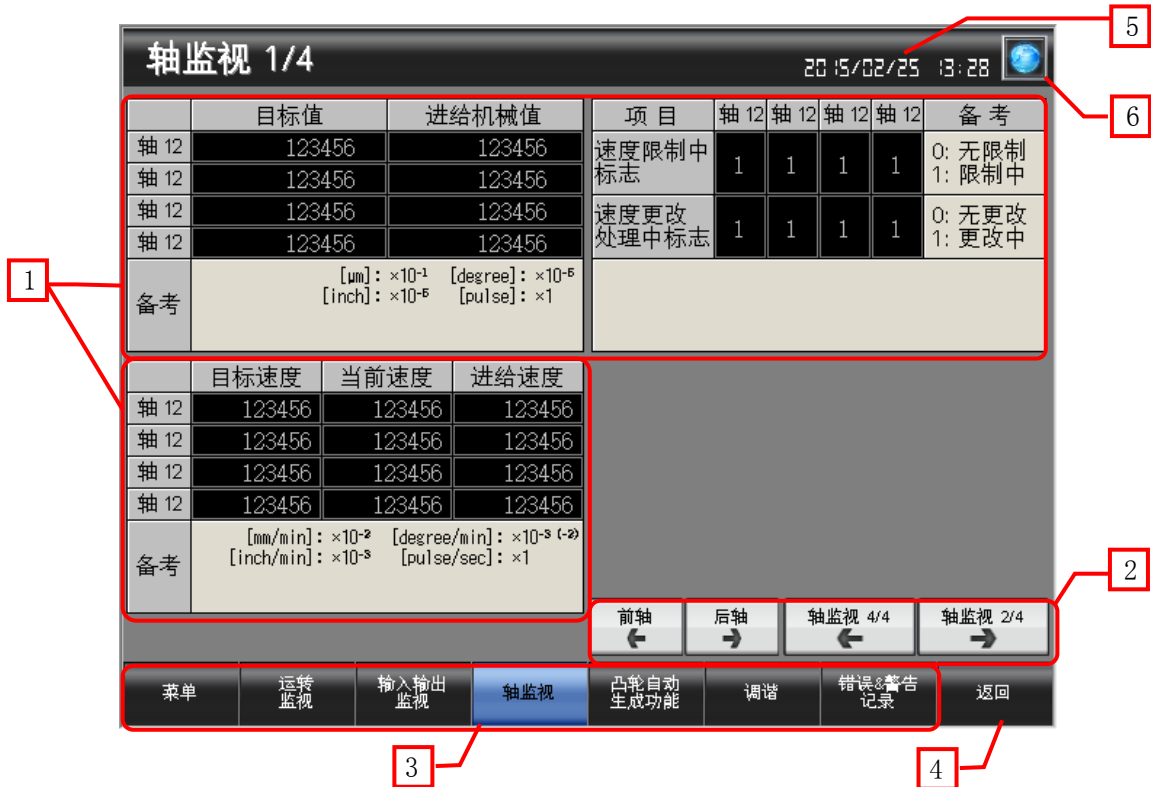 5
轴监视 1/4
2015/02/25 13:28
6
目标值 进给机械值
轴 12 123456 123456
轴 12 123456 123456
轴 12 123456 123456
轴 12 123456 123456
备考
[μm]: ×10⁻¹ [degree]: ×10⁻⁵
[inch]: ×10⁻⁵ [pulse]: ×1
项 目 轴 12 轴 12 轴 12 轴 12 备 考
速度限制中
标志
1 1 1 1
0: 无限制
1: 限制中
速度更改
处理中标志
1 1 1 1
0: 无更改
1: 更改中
1
目标速度 当前速度 进给速度
轴 12 123456 123456 123456
轴 12 123456 123456 123456
轴 12 123456 123456 123456
轴 12 123456 123456 123456
备考
[mm/min]: ×10⁻² [degree/min]: ×10⁻³ ⁽⁻²⁾
[inch/min]: ×10⁻³ [pulse/sec]: ×1
2
前轴 后轴 轴监视 4/4 轴监视 2/4
菜单
运转
监视
输入输出
监视
轴监视
凸轮自动
生成功能
调谐
错误&警告
记录
返回
3
4